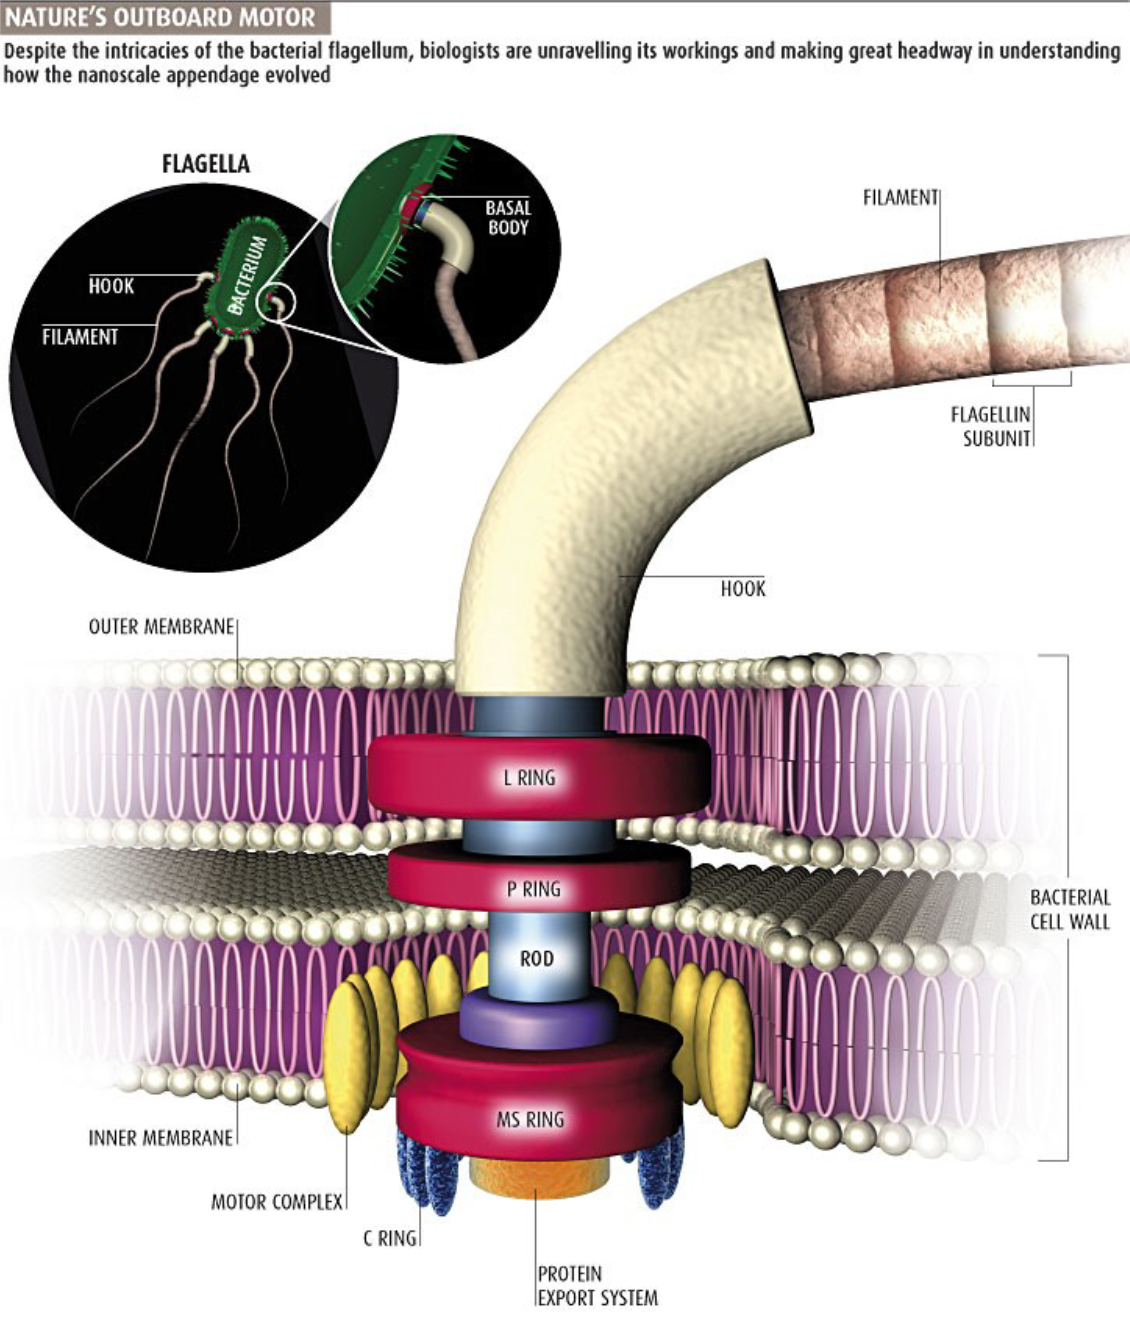 NATURE'S OUTBOARD MOTOR
Despite the intricacies of the bacterial flagellum, biologists are unravelling its workings and making great headway in understanding
how the nanoscale appendage evolved
FLAGELLA
BASAL
BODY
HOOK
BACTERIUM
FILAMENT
FILAMENT
FLAGELLIN
SUBUNIT
HOOK
OUTER MEMBRANE
L RING
P RING
BACTERIAL
CELL WALL
ROD
MS RING
INNER MEMBRANE
MOTOR COMPLEX
C RING
PROTEIN
EXPORT SYSTEM